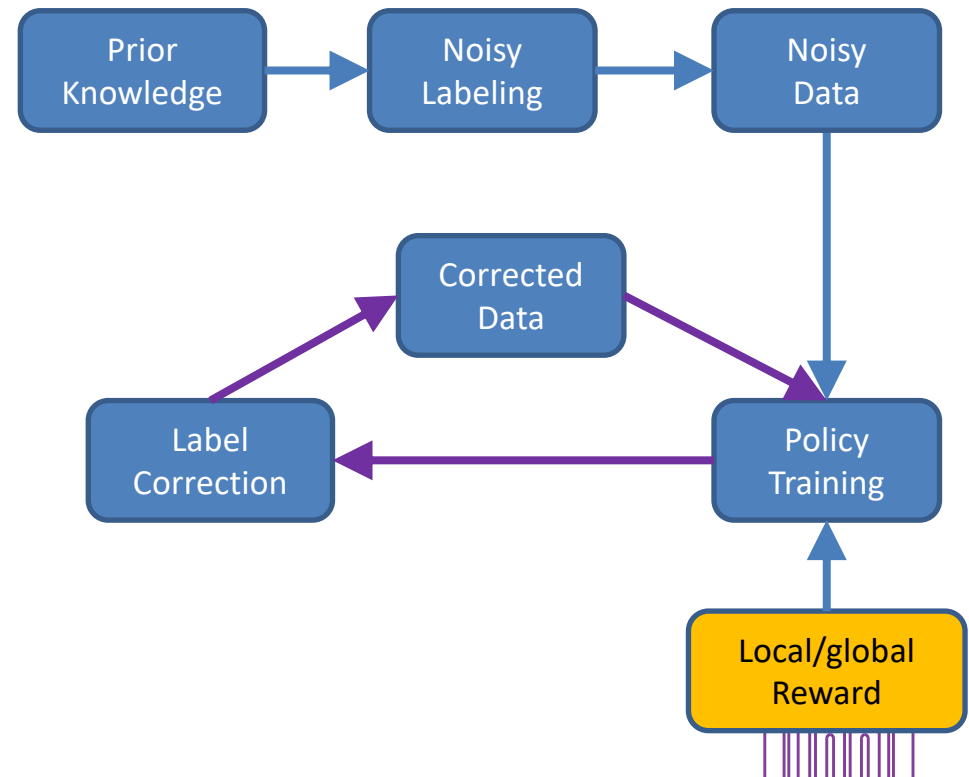 Prior
Knowledge
Noisy
Labeling
Noisy
Data
Corrected
Data
Label
Correction
Policy
Training
Local/global
Reward